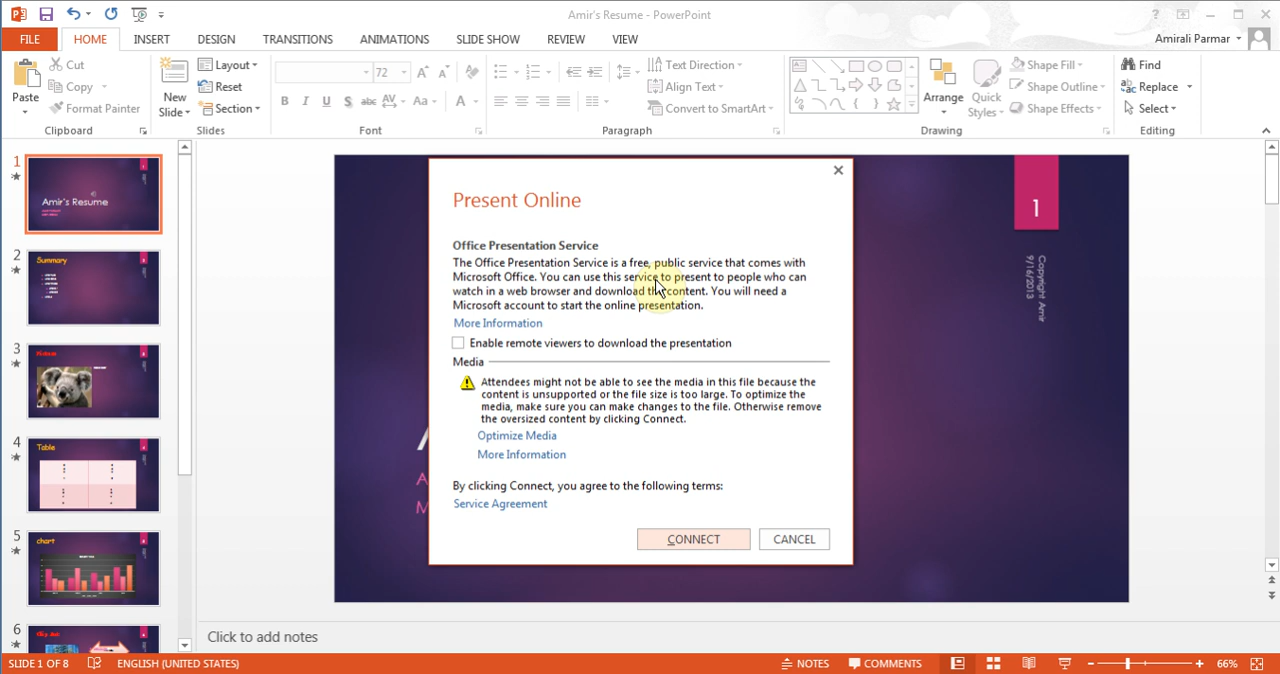 Amir's Resume - PowerPoint
FILE HOME INSERT DESIGN TRANSITIONS ANIMATIONS SLIDE SHOW REVIEW VIEW Amirali Parmar
Paste Cut Copy Format Painter
Clipboard
New Slide Layout Reset Section
Slides
72
Font
Text Direction Align Text Convert to SmartArt
Paragraph
Arrange Quick Styles Shape Fill Shape Outline Shape Effects
Drawing
Find Replace Select
Editing
1
Amir's Resume
2
Summary
3
4
Table
5
chart
6
1
Copyright Amir
9/16/2013
Present Online
Office Presentation Service
The Office Presentation Service is a free, public service that comes with
Microsoft Office. You can use this service to present to people who can
watch in a web browser and download the content. You will need a
Microsoft account to start the online presentation.
More Information
Enable remote viewers to download the presentation
Media
Attendees might not be able to see the media in this file because the
content is unsupported or the file size is too large. To optimize the
media, make sure you can make changes to the file. Otherwise remove
the oversized content by clicking Connect.
Optimize Media
More Information
By clicking Connect, you agree to the following terms:
Service Agreement
CONNECT CANCEL
Click to add notes
SLIDE 1 OF 8 ENGLISH (UNITED STATES) NOTES COMMENTS 66%